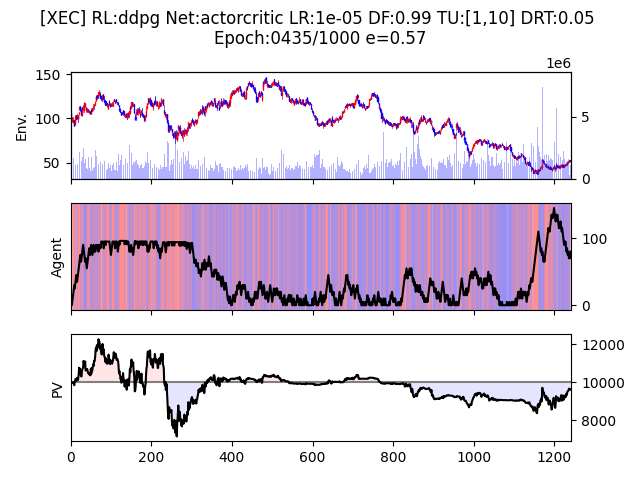 [XEC] RL:ddpg Net:actorcritic LR:1e-05 DF:0.99 TU:[1,10] DRT:0.05
Epoch:0435/1000 e=0.57
1e6
150
100
50
Env.
5
0
Agent
100
0
PV
12000
10000
8000
0 200 400 600 800 1000 1200